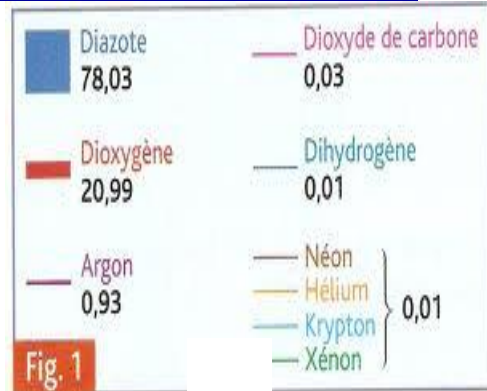 Diazote
78,03
Dioxygène
20,99
Argon
0,93
Dioxyde de carbone
0,03
Dihydrogène
0,01
Néon
Hélium
Krypton
Xénon
0,01
Fig. 1